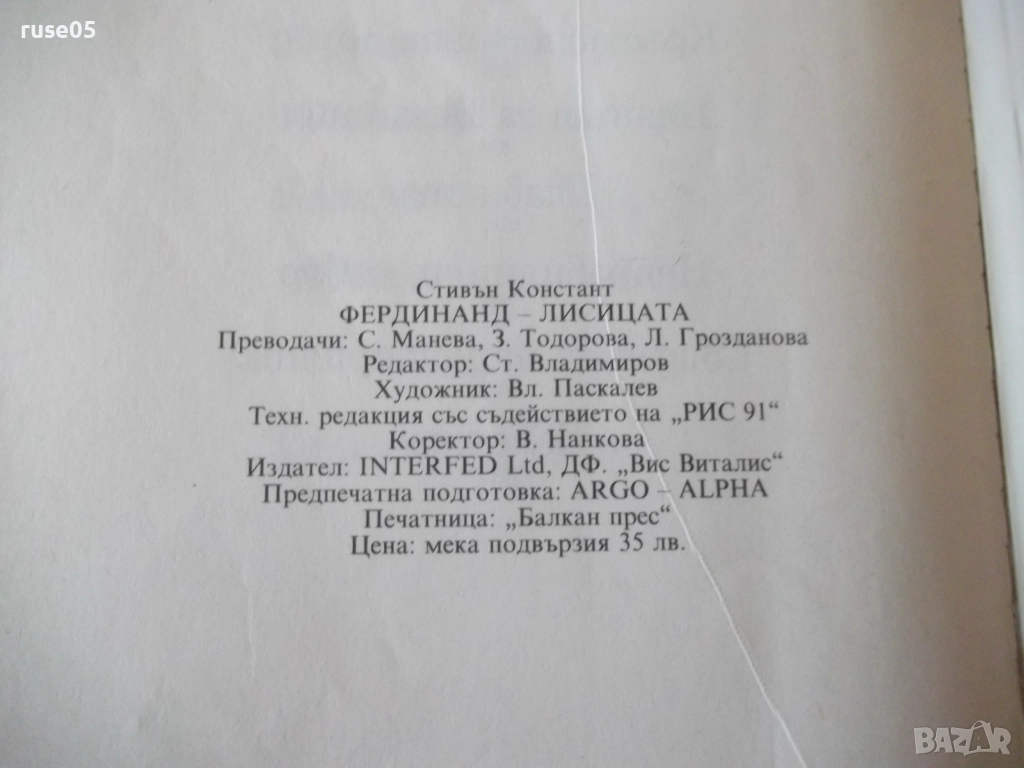 ruse05
Стивън Констант
ФЕРДИНАНД – ЛИСИЦАТА
Преводачи: С. Манева, З. Тодорова, Л. Грозданова
Редактор: Ст. Владимиров
Художник: Вл. Паскалев
Техн. редакция със съдействието на „РИС 91“
Коректор: В. Нанкова
Издател: INTERFED Ltd, ДФ. „Вис Виталис“
Предпечатна подготовка: ARGO – ALPHA
Печатница: „Балкан прес“
Цена: мека подвързия 35 лв.
BAZAR